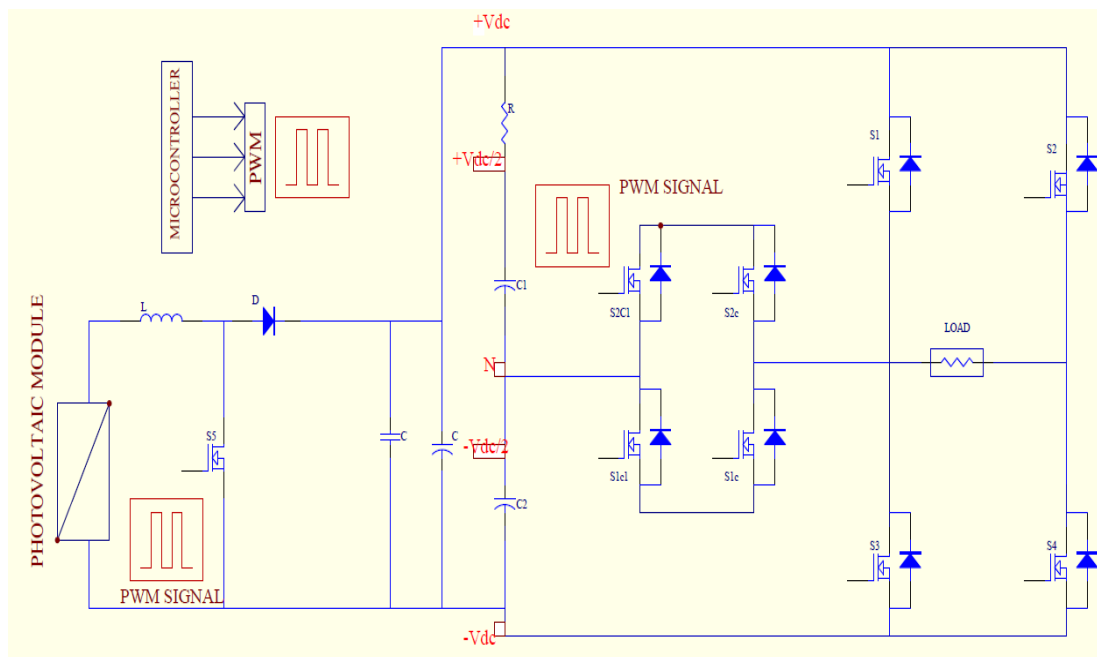 +Vdc
MICROCONTROLLER
PWM
R
+Vdc/2
PWM SIGNAL
S1
S2
C1
S2C1
S2c
PHOTOVOLTAIC MODULE
L
D
N
LOAD
S5
C
C
-Vdc/2
S1c1
S1c
C2
S3
S4
PWM SIGNAL
-Vdc